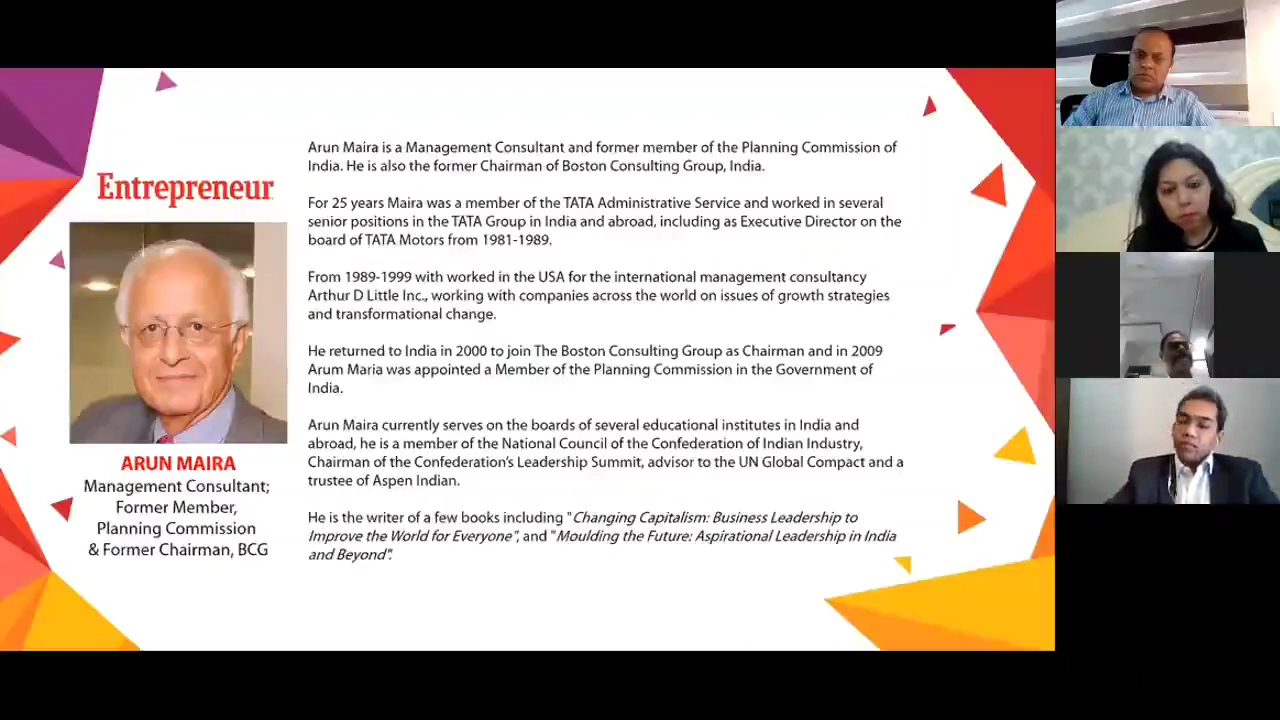 Entrepreneur
ARUN MAIRA
Management Consultant;
Former Member,
Planning Commission
& Former Chairman, BCG
Arun Maira is a Management Consultant and former member of the Planning Commission of
India. He is also the former Chairman of Boston Consulting Group, India.
For 25 years Maira was a member of the TATA Administrative Service and worked in several
senior positions in the TATA Group in India and abroad, including as Executive Director on the
board of TATA Motors from 1981-1989.
From 1989-1999 with worked in the USA for the international management consultancy
Arthur D Little Inc., working with companies across the world on issues of growth strategies
and transformational change.
He returned to India in 2000 to join The Boston Consulting Group as Chairman and in 2009
Arum Maria was appointed a Member of the Planning Commission in the Government of
India.
Arun Maira currently serves on the boards of several educational institutes in India and
abroad, he is a member of the National Council of the Confederation of Indian Industry,
Chairman of the Confederation's Leadership Summit, advisor to the UN Global Compact and a
trustee of Aspen Indian.
He is the writer of a few books including "Changing Capitalism: Business Leadership to
Improve the World for Everyone", and "Moulding the Future: Aspirational Leadership in India
and Beyond".